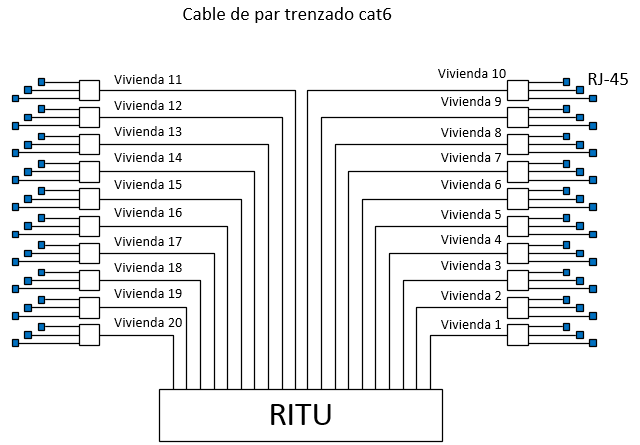 Cable de par trenzado cat6
RJ-45
Vivienda 11
Vivienda 12
Vivienda 13
Vivienda 14
Vivienda 15
Vivienda 16
Vivienda 17
Vivienda 18
Vivienda 19
Vivienda 20
Vivienda 10
Vivienda 9
Vivienda 8
Vivienda 7
Vivienda 6
Vivienda 5
Vivienda 4
Vivienda 3
Vivienda 2
Vivienda 1
RITU